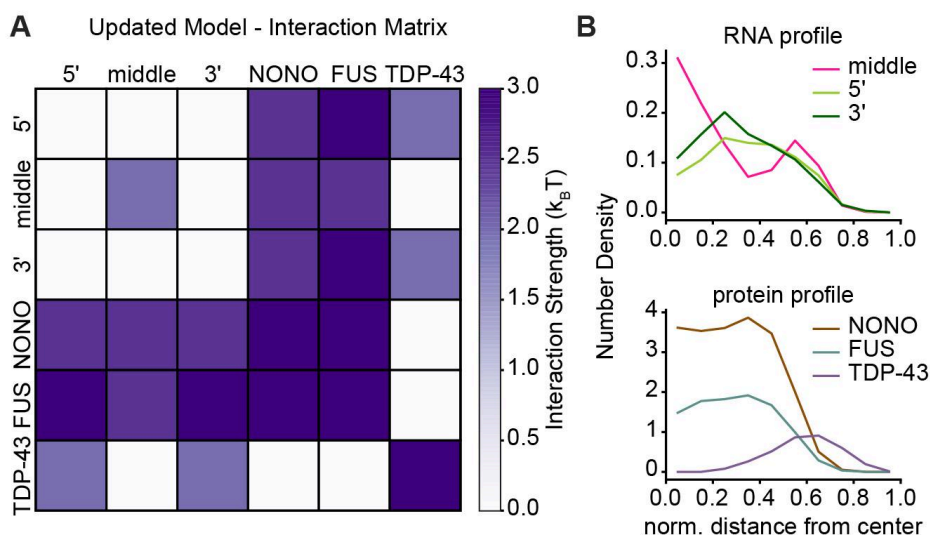 A
Updated Model - Interaction Matrix
5' middle 3' NONO FUS TDP-43
5'
middle
3'
NONO
FUS
TDP-43
3.0
2.5
2.0
1.5
1.0
0.5
0.0
Interaction Strength (kBT)
B
RNA profile
middle
5'
3'
0.3
0.2
0.1
0.0
0.0 0.2 0.4 0.6 0.8 1.0
Number Density
protein profile
NONO
FUS
TDP-43
4
3
2
1
0
0.0 0.2 0.4 0.6 0.8 1.0
norm. distance from center